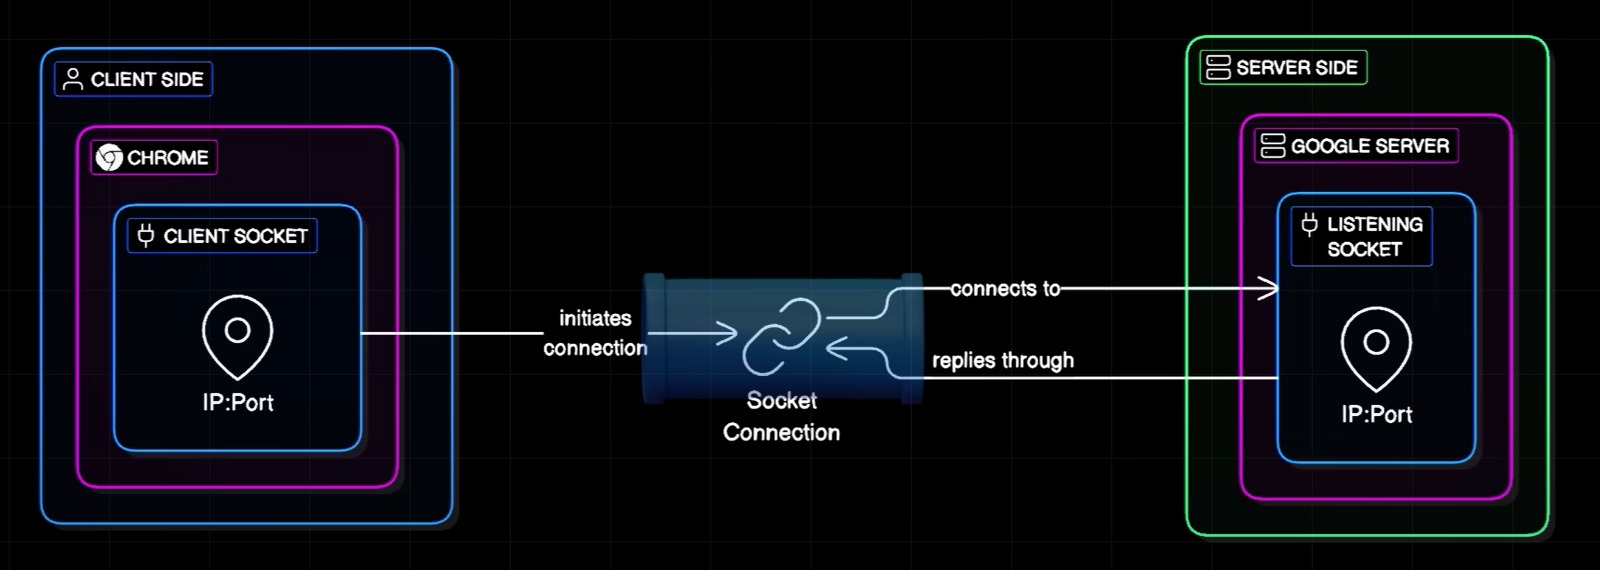 CLIENT SIDE
CHROME
CLIENT SOCKET
IP:Port
initiates
connection
Socket
Connection
connects to
replies through
SERVER SIDE
GOOGLE SERVER
LISTENING
SOCKET
IP:Port